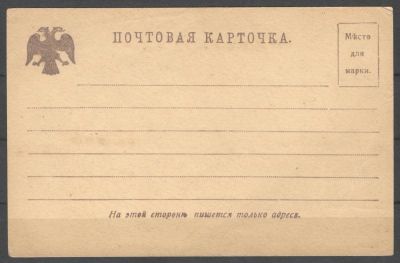 ПОЧТОВАЯ КАРТОЧКА.
Мѣсто
для
марки.
На этой сторонѣ пишется только адресъ.